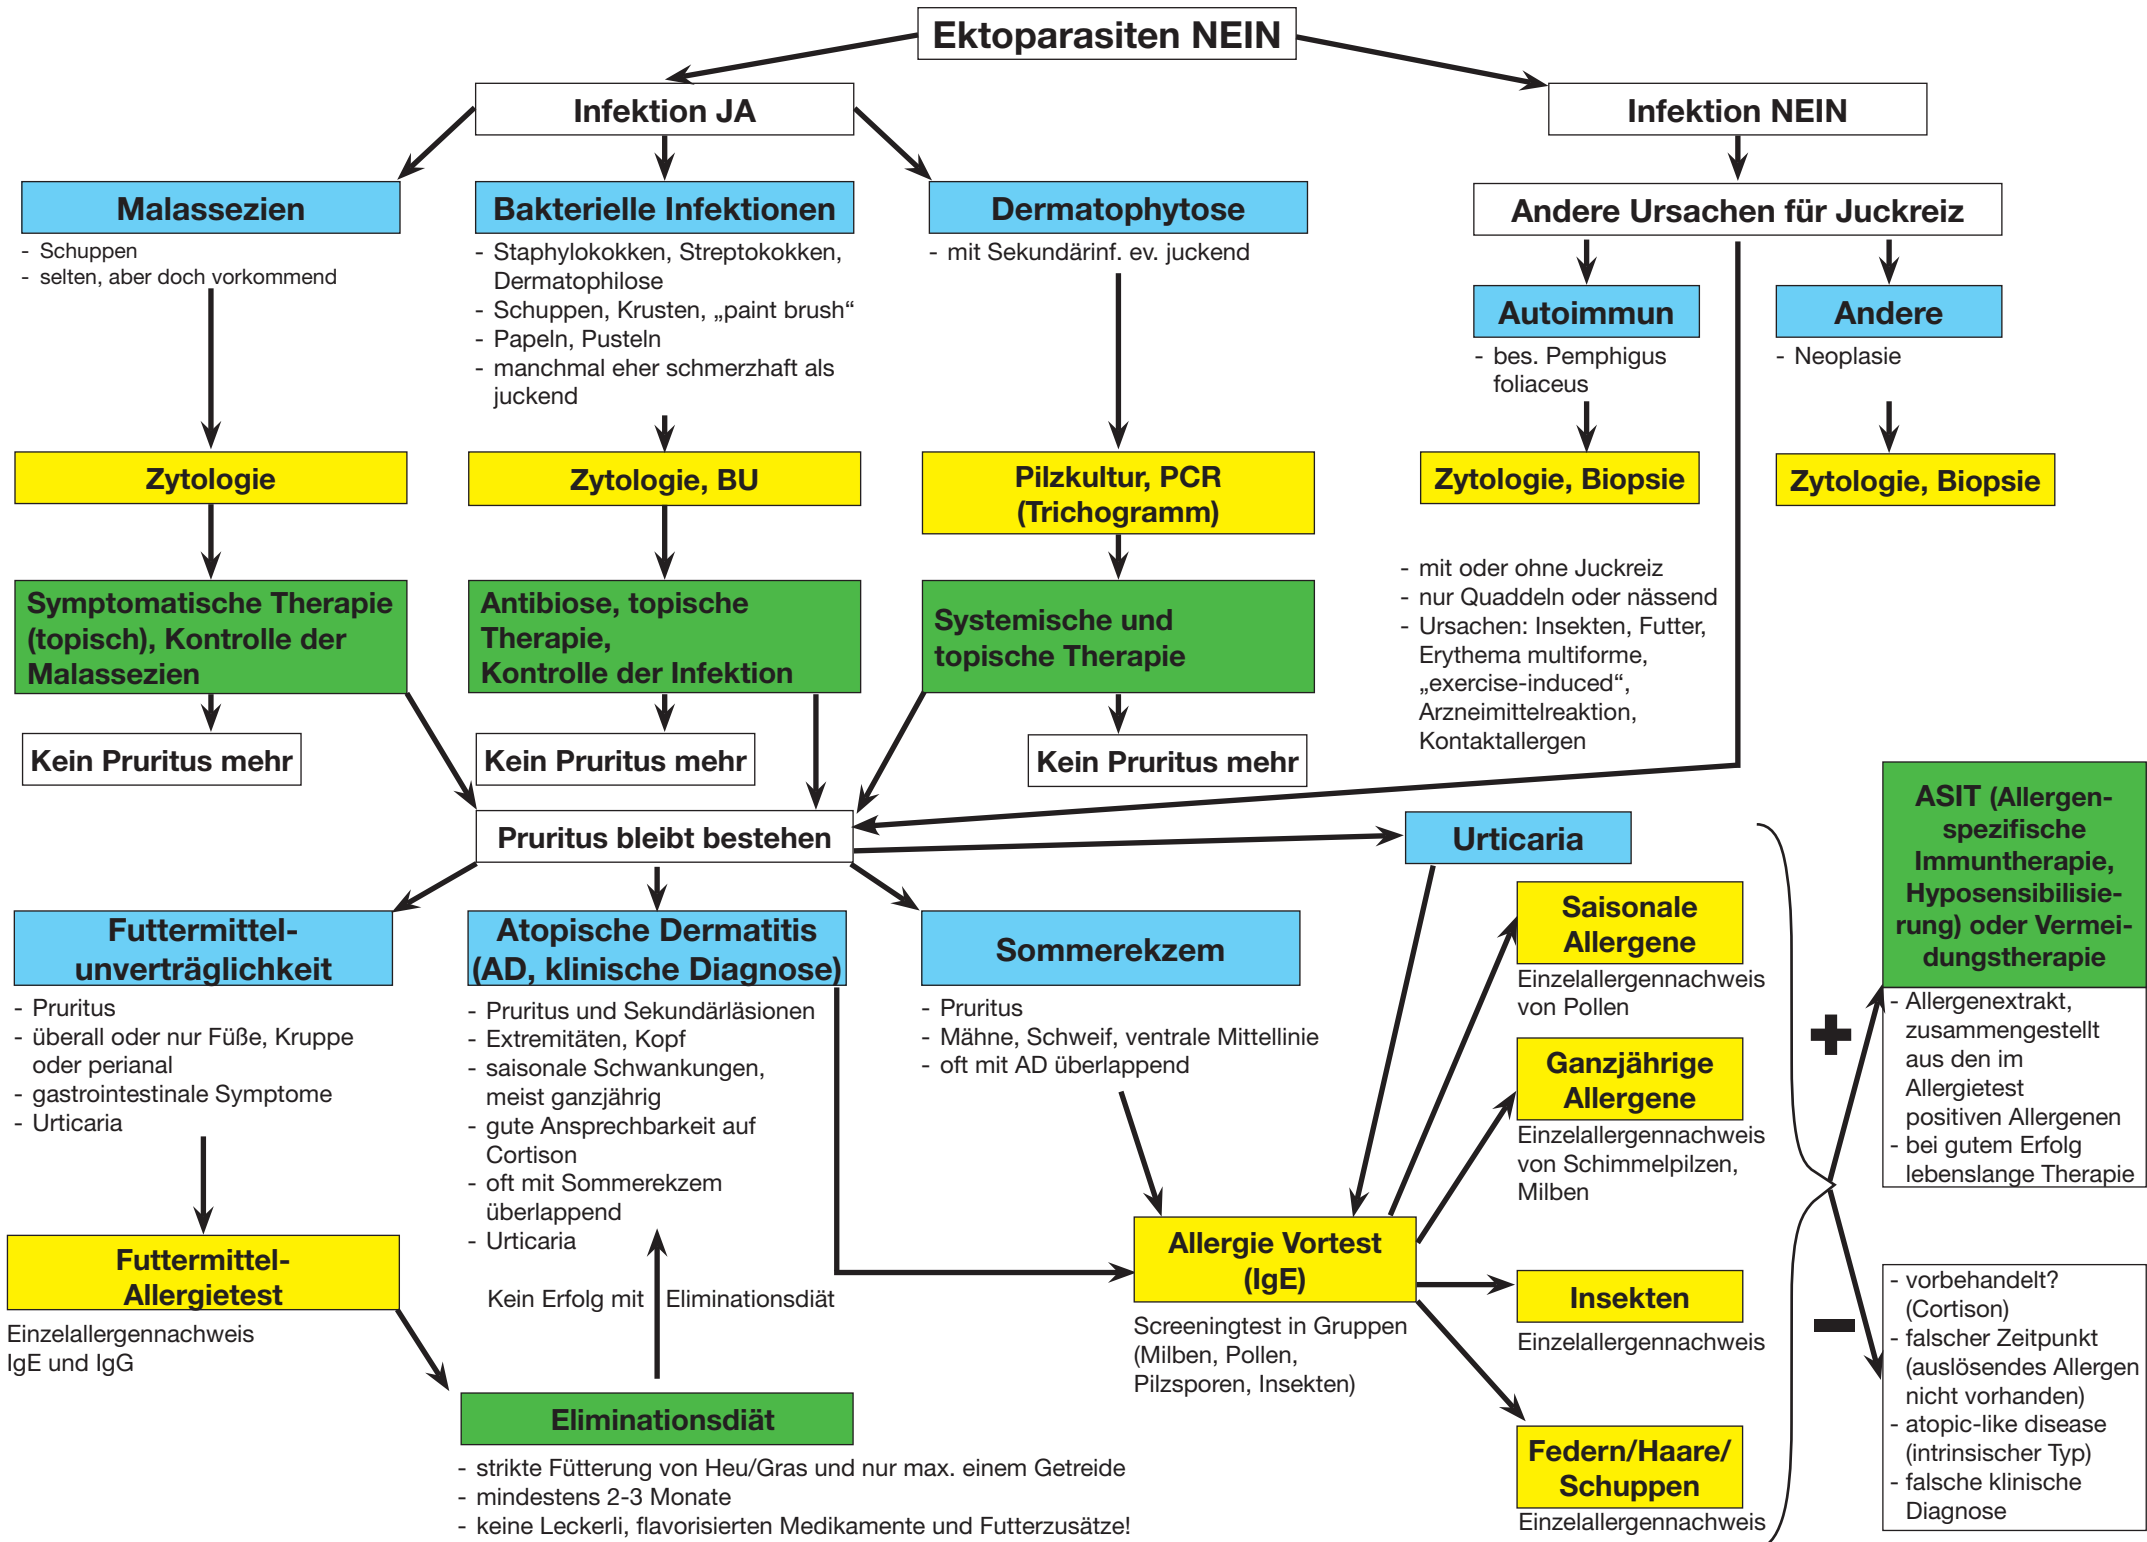 Ektoparasiten NEIN
Infektion JA
Infektion NEIN
Malassezien
- Schuppen
- selten, aber doch vorkommend
Bakterielle Infektionen
- Staphylokokken, Streptokokken,
Dermatophilose
- Schuppen, Krusten, „paint brush“
- Papeln, Pusteln
- manchmal eher schmerzhaft als
juckend
Dermatophytose
- mit Sekundärinf. ev. juckend
Andere Ursachen für Juckreiz
Autoimmun
- bes. Pemphigus
foliaceus
Andere
- Neoplasie
Zytologie
Zytologie, BU
Pilzkultur, PCR
(Trichogramm)
Zytologie, Biopsie
Zytologie, Biopsie
Symptomatische Therapie
(topisch), Kontrolle der
Malassezien
Antibiose, topische
Therapie,
Kontrolle der Infektion
Systemische und
topische Therapie
- mit oder ohne Juckreiz
- nur Quaddeln oder nässend
- Ursachen: Insekten, Futter,
Erythema multiforme,
„exercise-induced“,
Arzneimittelreaktion,
Kontaktallergen
Kein Pruritus mehr
Kein Pruritus mehr
Kein Pruritus mehr
Pruritus bleibt bestehen
Urticaria
Futtermittel-
unverträglichkeit
- Pruritus
- überall oder nur Füße, Kruppe
oder perianal
- gastrointestinale Symptome
- Urticaria
Atopische Dermatitis
(AD, klinische Diagnose)
- Pruritus und Sekundärläsionen
- Extremitäten, Kopf
- saisonale Schwankungen,
meist ganzjährig
- gute Ansprechbarkeit auf
Cortison
- oft mit Sommerekzem
überlappend
- Urticaria
Sommerekzem
- Pruritus
- Mähne, Schweif, ventrale Mittellinie
- oft mit AD überlappend
Futtermittel-
Allergietest
Einzelallergennachweis
IgE und IgG
Kein Erfolg mit Eliminationsdiät
Eliminationsdiät
- strikte Fütterung von Heu/Gras und nur max. einem Getreide
- mindestens 2-3 Monate
- keine Leckerli, flavorisierten Medikamente und Futterzusätze!
Allergie Vortest
(IgE)
Screeningtest in Gruppen
(Milben, Pollen,
Pilzsporen, Insekten)
Saisonale
Allergene
Einzelallergennachweis
von Pollen
Ganzjährige
Allergene
Einzelallergennachweis
von Schimmelpilzen,
Milben
Insekten
Einzelallergennachweis
Federn/Haare/
Schuppen
Einzelallergennachweis
+
ASIT (Allergen-
spezifische
Immuntherapie,
Hyposensibilisie-
rung) oder Vermei-
dungstherapie
- Allergenextrakt,
zusammengestellt
aus den im
Allergietest
positiven Allergenen
- bei gutem Erfolg
lebenslange Therapie
−
- vorbehandelt?
(Cortison)
- falscher Zeitpunkt
(auslösendes Allergen
nicht vorhanden)
- atopic-like disease
(intrinsischer Typ)
- falsche klinische
Diagnose